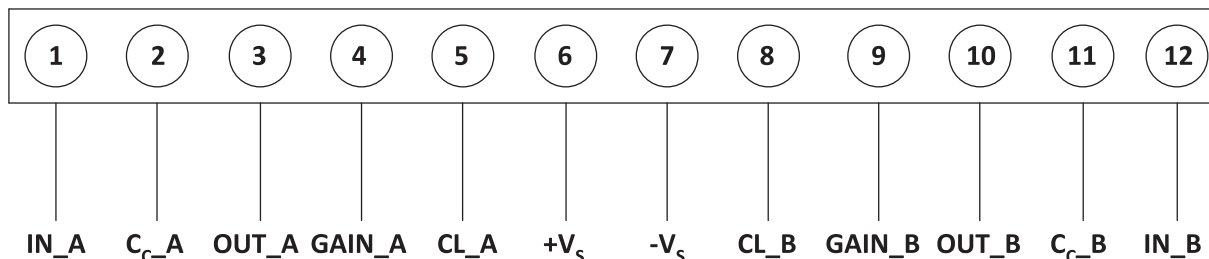 1 2 3 4 5 6 7 8 9 10 11 12
IN_A C_C_A OUT_A GAIN_A CL_A +V_S -V_S CL_B GAIN_B OUT_B C_C_B IN_B